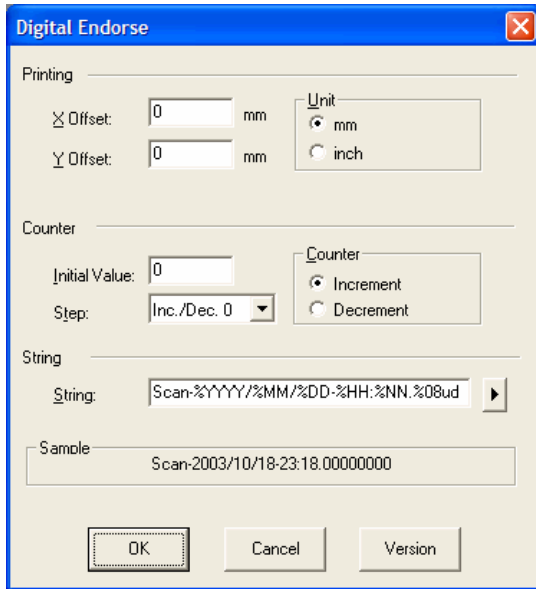 Digital Endorse
Printing
X Offset: 0 mm
Y Offset: 0 mm
Unit
mm
inch
Counter
Initial Value: 0
Step: Inc./Dec. 0
Counter
Increment
Decrement
String
String: Scan-%YYYY/%MM/%DD-%HH:%NN.%08ud
Sample
Scan-2003/10/18-23:18.00000000
OK Cancel Version